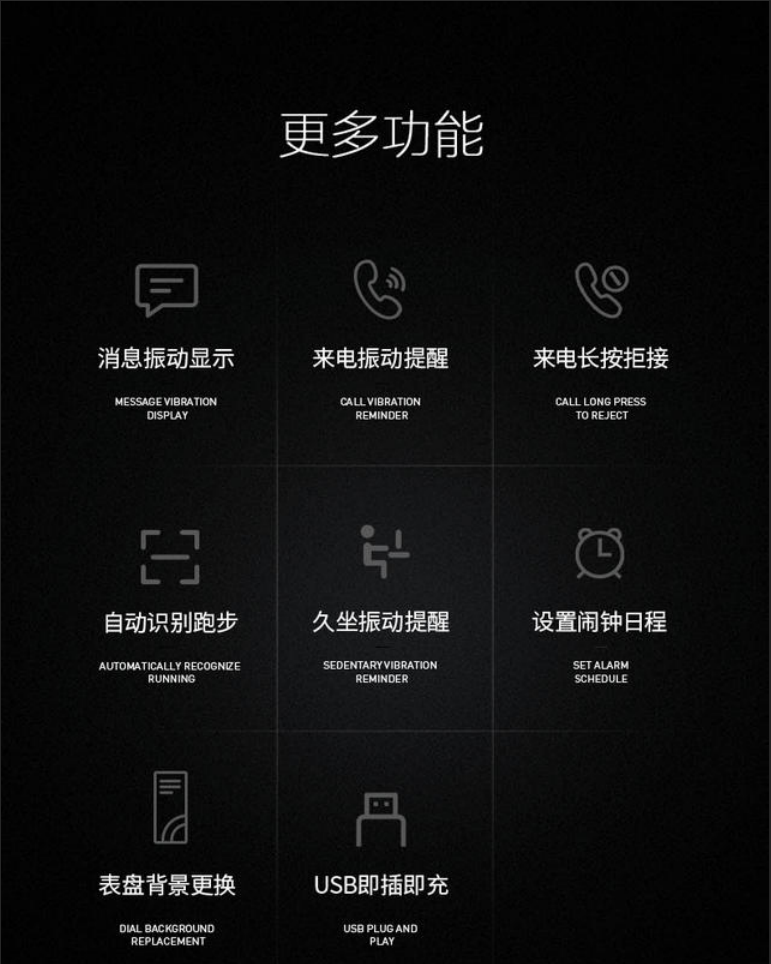 更多功能
消息振动显示
MESSAGE VIBRATION
DISPLAY
来电振动提醒
CALL VIBRATION
REMINDER
来电长按拒接
CALL LONG PRESS
TO REJECT
自动识别跑步
AUTOMATICALLY RECOGNIZE
RUNNING
久坐振动提醒
SEDENTARY VIBRATION
REMINDER
设置闹钟日程
SET ALARM
SCHEDULE
表盘背景更换
DIAL BACKGROUND
REPLACEMENT
USB即插即充
USB PLUG AND
PLAY